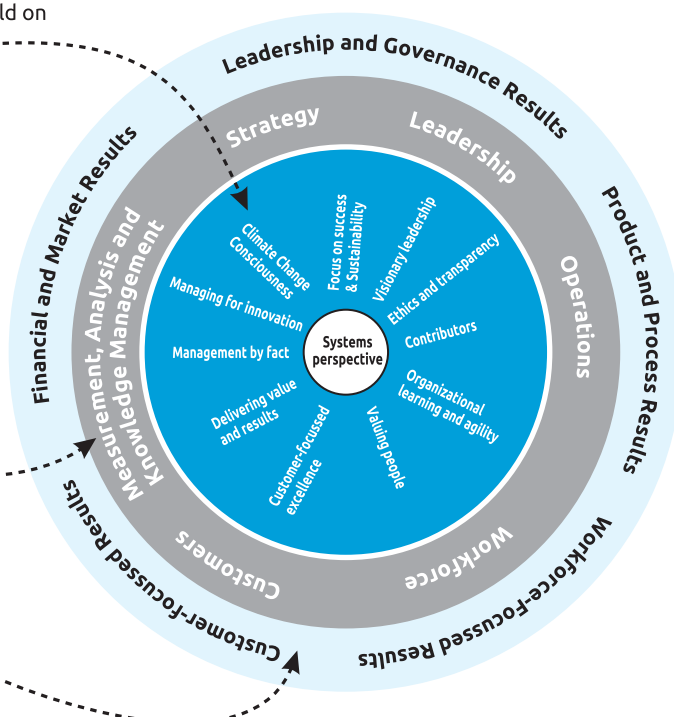 ld on
Leadership and Governance Results
Product and Process Results
Workforce-Focussed Results
Customer-Focussed Results
Financial and Market Results
Strategy
Leadership
Operations
Workforce
Customers
Measurement, Analysis and
Knowledge Management
Focus on success
& Sustainability
Visionary leadership
Ethics and transparency
Contributors
Organizational
learning and agility
Valuing people
Customer-focussed
excellence
Delivering value
and results
Management by fact
Managing for innovation
Climate Change
Consciousness
Systems
perspective